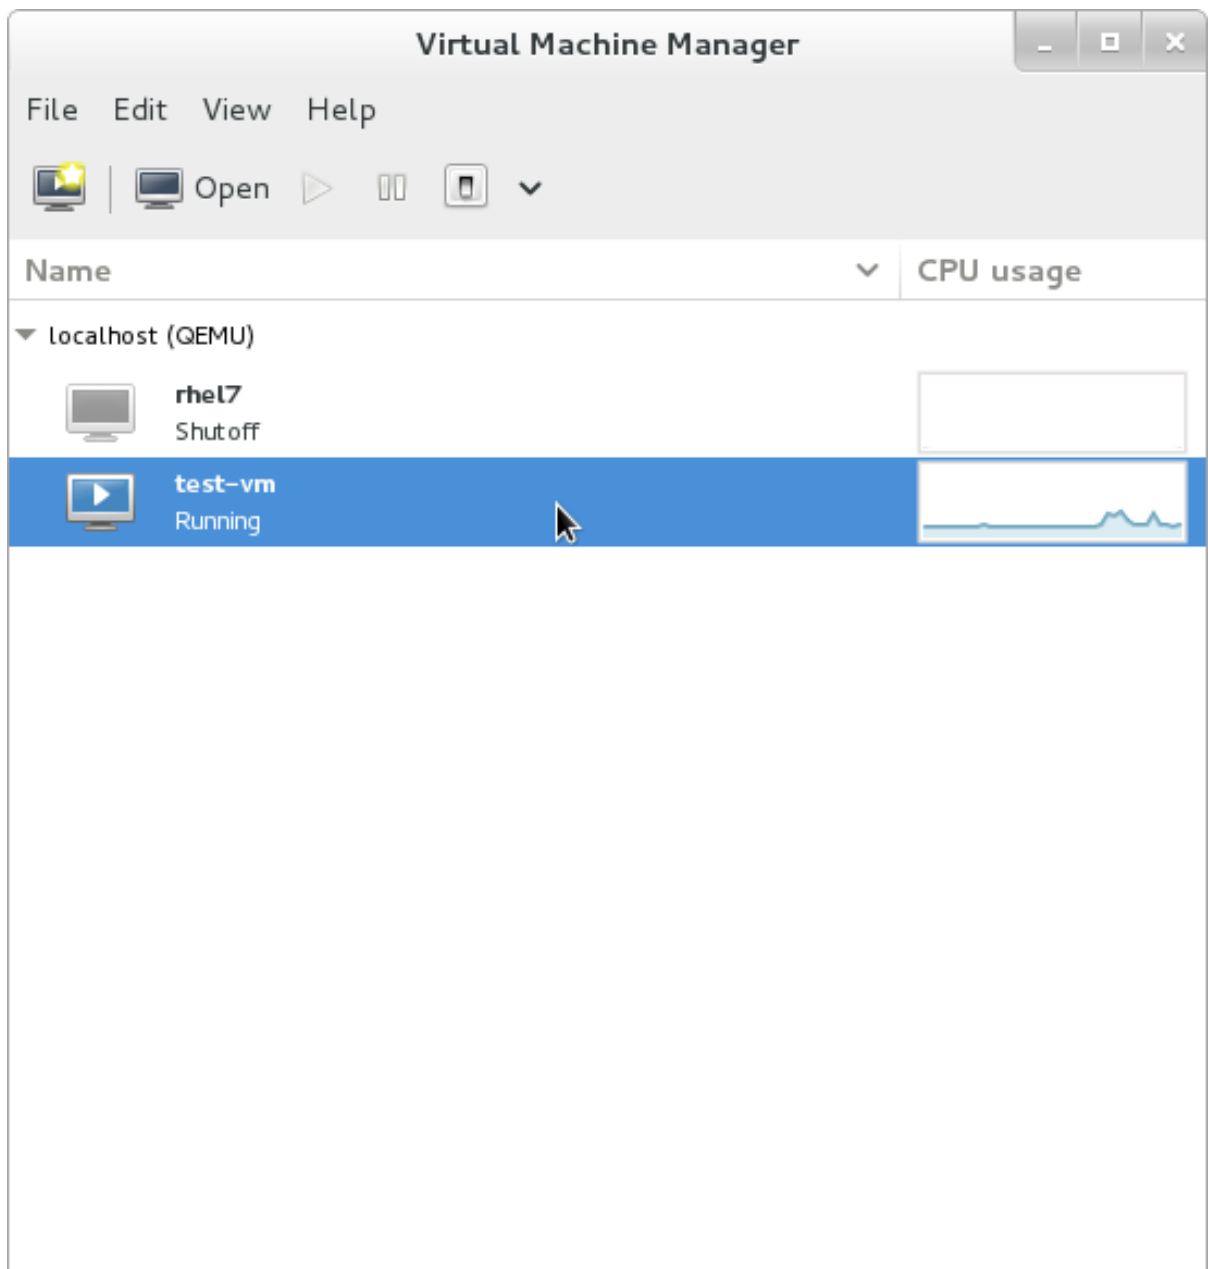 Virtual Machine Manager
File Edit View Help
Open
Name CPU usage
localhost (QEMU)
rhel7
Shutoff
test-vm
Running